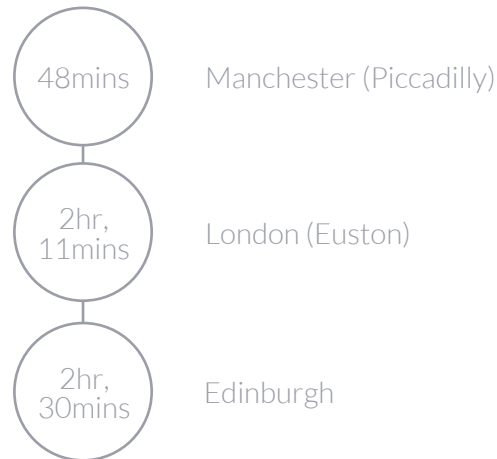 48mins
Manchester (Piccadilly)
2hr,
11mins
London (Euston)
2hr,
30mins
Edinburgh